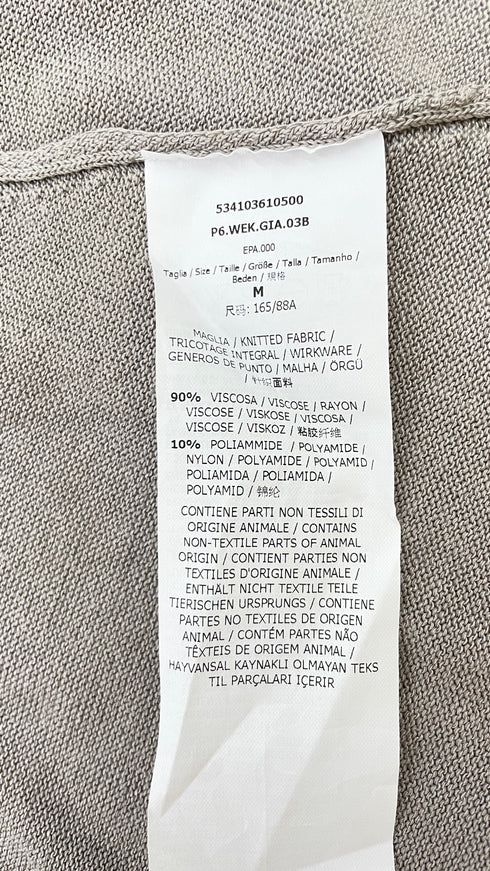 534103610500
P6.WEK.GIA.03B
EPA.000
Taglia / Size / Taille / Größe / Talla / Tamanho /
Beden / 規格
M
尺码: 165/88A
MAGLIA / KNITTED FABRIC /
TRICOTAGE INTEGRAL / WIRKWARE /
GENEROS DE PUNTO / MALHA / ÖRGÜ
/ 针织面料
90% VISCOSA / VISCOSE / RAYON /
VISCOSE / VISKOSE / VISCOSA /
VISCOSE / VISKOZ / 粘胶纤维
10% POLIAMMIDE / POLYAMIDE /
NYLON / POLYAMIDE / POLYAMID /
POLIAMIDA / POLIAMIDA /
POLYAMID / 锦纶
CONTIENE PARTI NON TESSILI DI
ORIGINE ANIMALE / CONTAINS
NON-TEXTILE PARTS OF ANIMAL
ORIGIN / CONTIENT PARTIES NON
TEXTILES D'ORIGINE ANIMALE /
ENTHÄLT NICHT TEXTILE TEILE
TIERISCHEN URSPRUNGS / CONTIENE
PARTES NO TEXTILES DE ORIGEN
ANIMAL / CONTÉM PARTES NÃO
TÊXTEIS DE ORIGEM ANIMAL /
HAYVANSAL KAYNAKLI OLMAYAN TEKS
TIL PARÇALARI İÇERIR